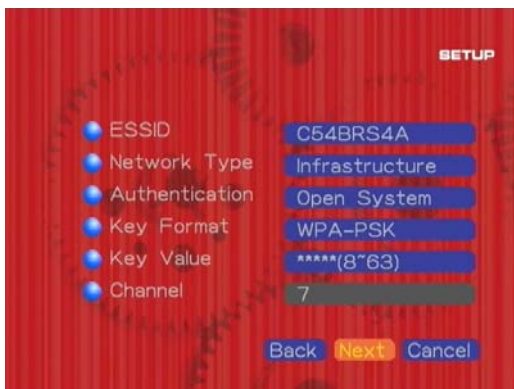 SETUP
ESSID C54BRS4A
Network Type Infrastructure
Authentication Open System
Key Format WPA-PSK
Key Value *****(8~63)
Channel 7
Back Next Cancel